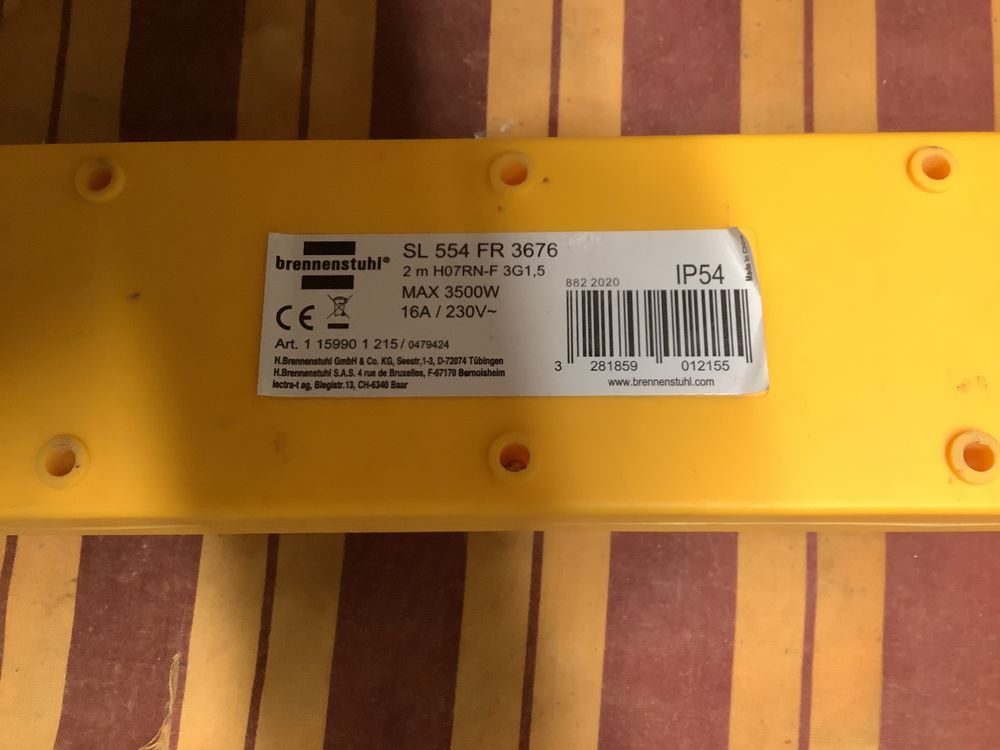 brennenstuhl®
SL 554 FR 3676
2 m H07RN-F 3G1,5
MAX 3500W
16A / 230V~
CE
Art. 1 15990 1 215 / 0479424
H.Brennenstuhl GmbH & Co. KG, Seestr,1-3, D-72074 Tübingen
H.Brennenstuhl S.A.S. 4 rue de Bruxelles, F-67170 Bernolsheim
lectra-t ag, Blegistr.13, CH-6340 Baar
882 2020
IP54
Made in China
3 281859 012155
www.brennenstuhl.com